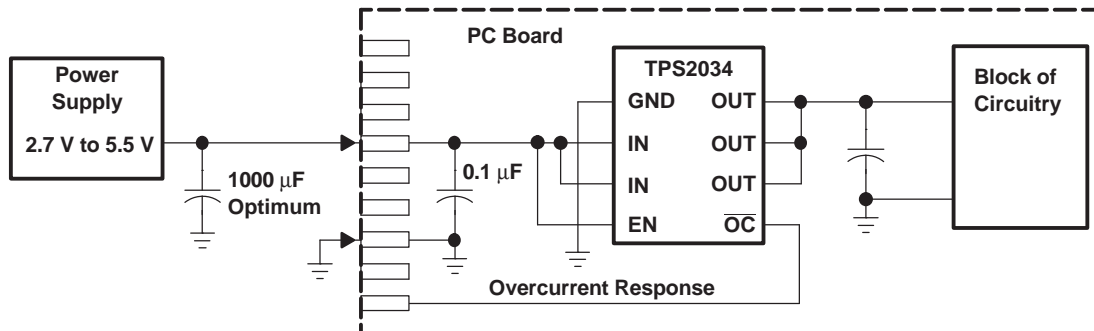 PC Board
Power
Supply
2.7 V to 5.5 V
1000 μF
Optimum
0.1 μF
TPS2034
GND OUT
IN OUT
IN OUT
EN O̅C̅
Block of
Circuitry
Overcurrent Response